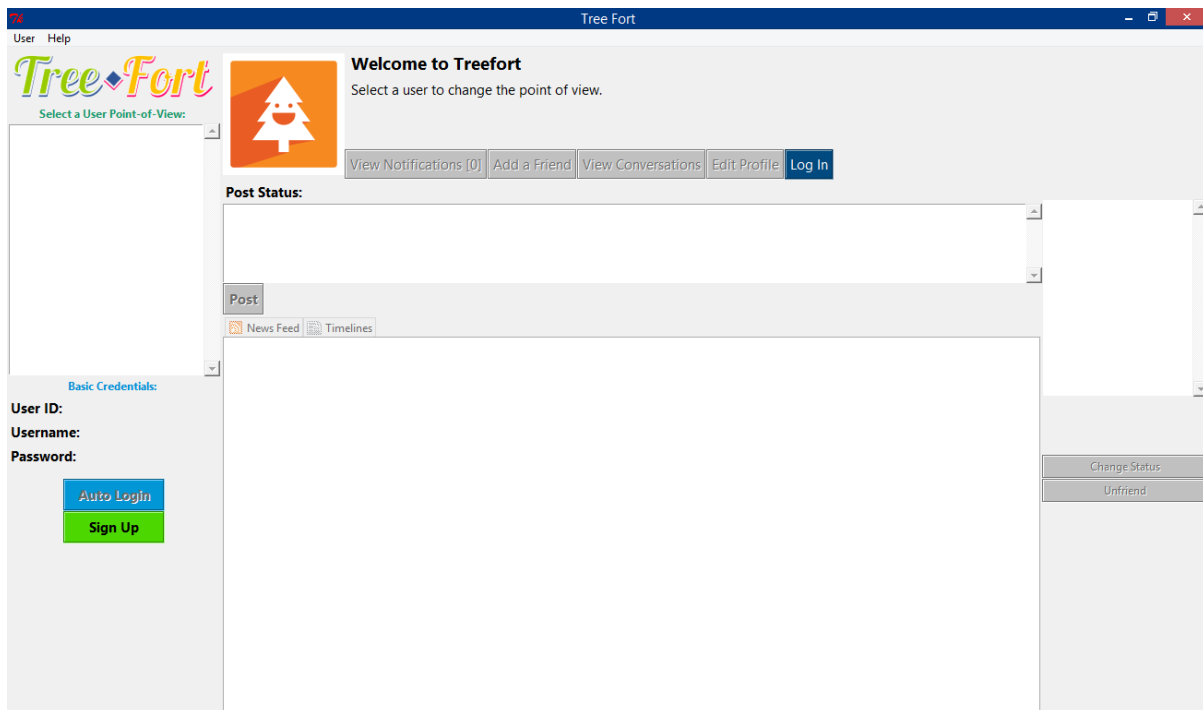 Tree Fort
User Help
Tree Fort
Select a User Point-of-View:
Welcome to Treefort
Select a user to change the point of view.
View Notifications [0] Add a Friend View Conversations Edit Profile Log In
Post Status:
Post
News Feed Timelines
Basic Credentials:
User ID:
Username:
Password:
Auto Login
Sign Up
Change Status
Unfriend